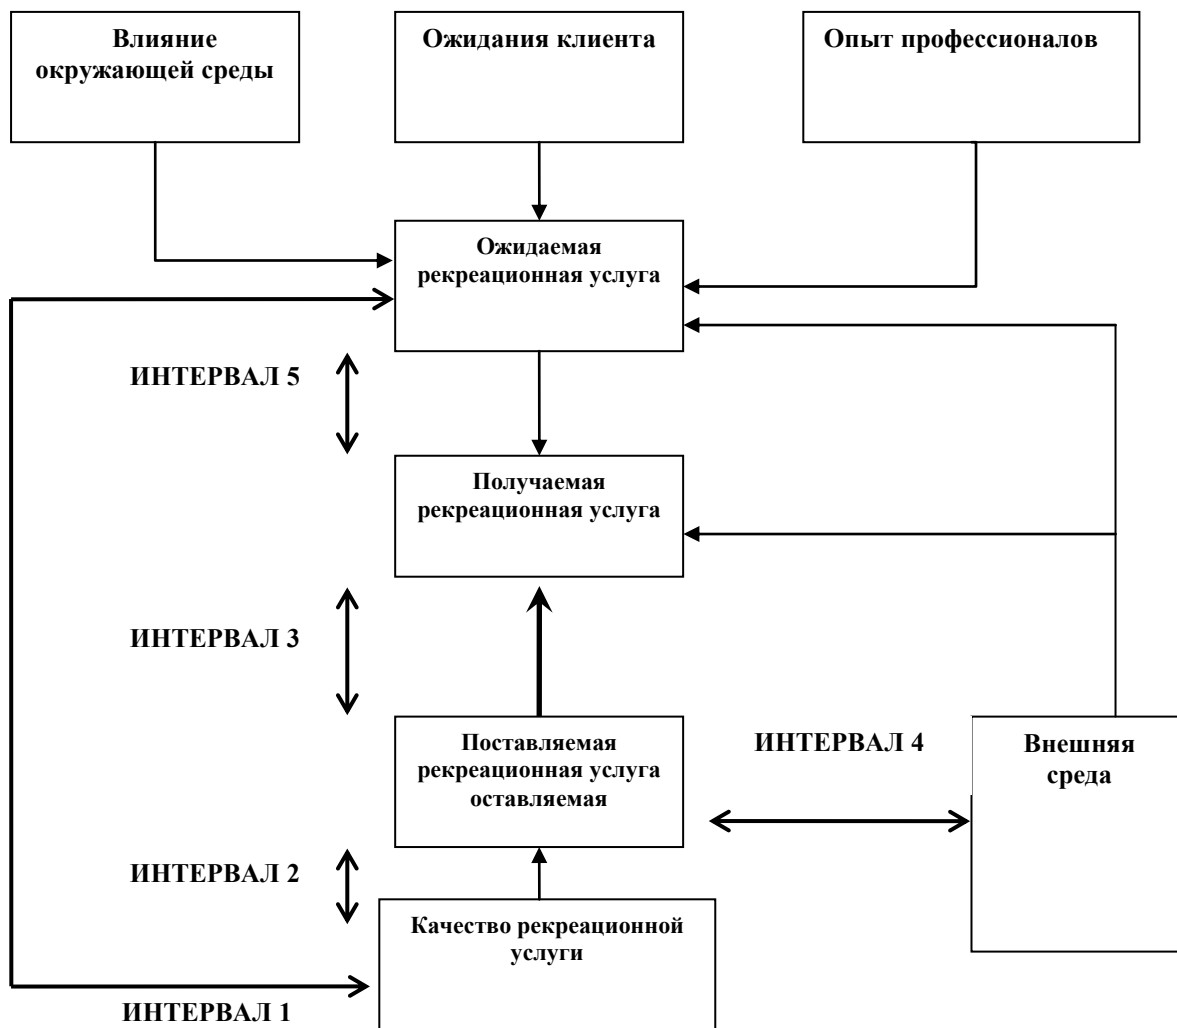 Влияние
окружающей среды
Ожидания клиента
Опыт профессионалов
Ожидаемая
рекреационная услуга
ИНТЕРВАЛ 5
Получаемая
рекреационная услуга
ИНТЕРВАЛ 3
Поставляемая
рекреационная услуга
оставляемая
ИНТЕРВАЛ 4
Внешняя
среда
ИНТЕРВАЛ 2
Качество рекреационной
услуги
ИНТЕРВАЛ 1